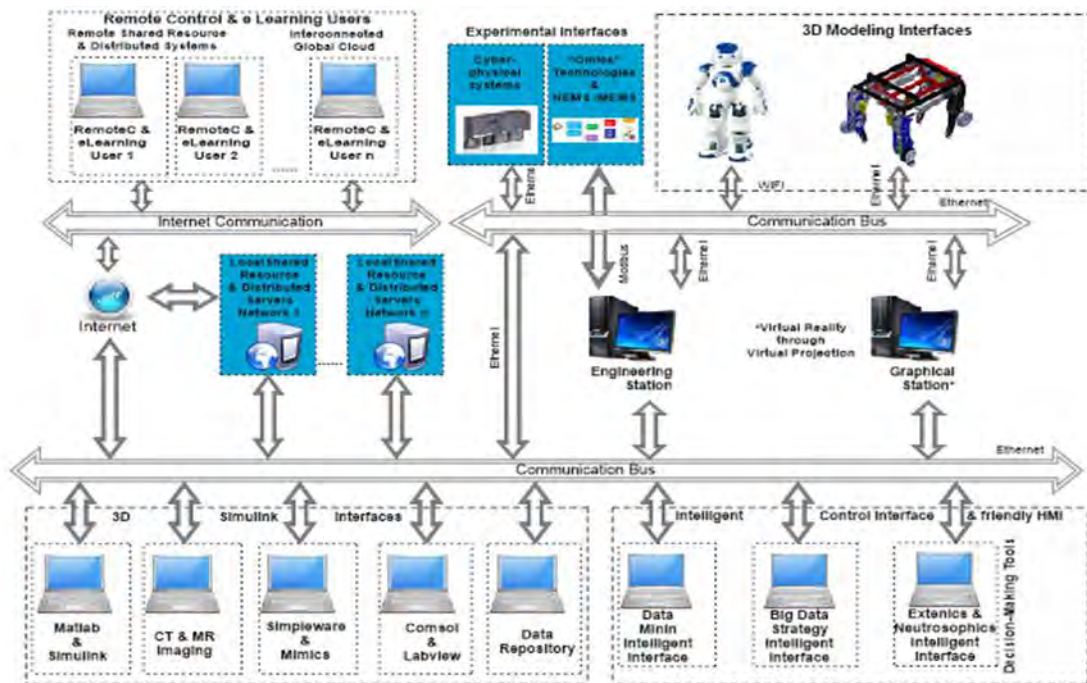 Remote Control & e Learning Users
Remote Shared Resource
& Distributed Systems
Interconnected
Global Cloud
RemoteC &
eLearning
User 1
RemoteC &
eLearning
User 2
......
RemoteC &
eLearning
User n
Experimental Interfaces
Cyber-
physical
systems
"Omics"
Technologies
&
NEMS /MEMS
3D Modeling Interfaces
Ethernet
WIFI
Ethernet
Ethernet
Internet Communication
Communication Bus
Internet
Local Shared
Resource
& Distributed
Servers
Network 1
......
Local Shared
Resource
& Distributed
Servers
Network n
Ethernet
Modbus
Ethernet
Ethernet
Engineering
Station
*Virtual Reality
through
Virtual Projection
Graphical
Station*
Ethernet
Communication Bus
3D Simulink Interfaces
Matlab
&
Simulink
CT & MR
Imaging
Simpleware
&
Mimics
Comsol
&
Labview
Data
Repository
Intelligent Control Interface & friendly HMI
Data
Minin
Intelligent
Interface
Big Data
Strategy
Intelligent
Interface
Extenics &
Neutrosophics
Intelligent
Interface
Decision-Making Tools